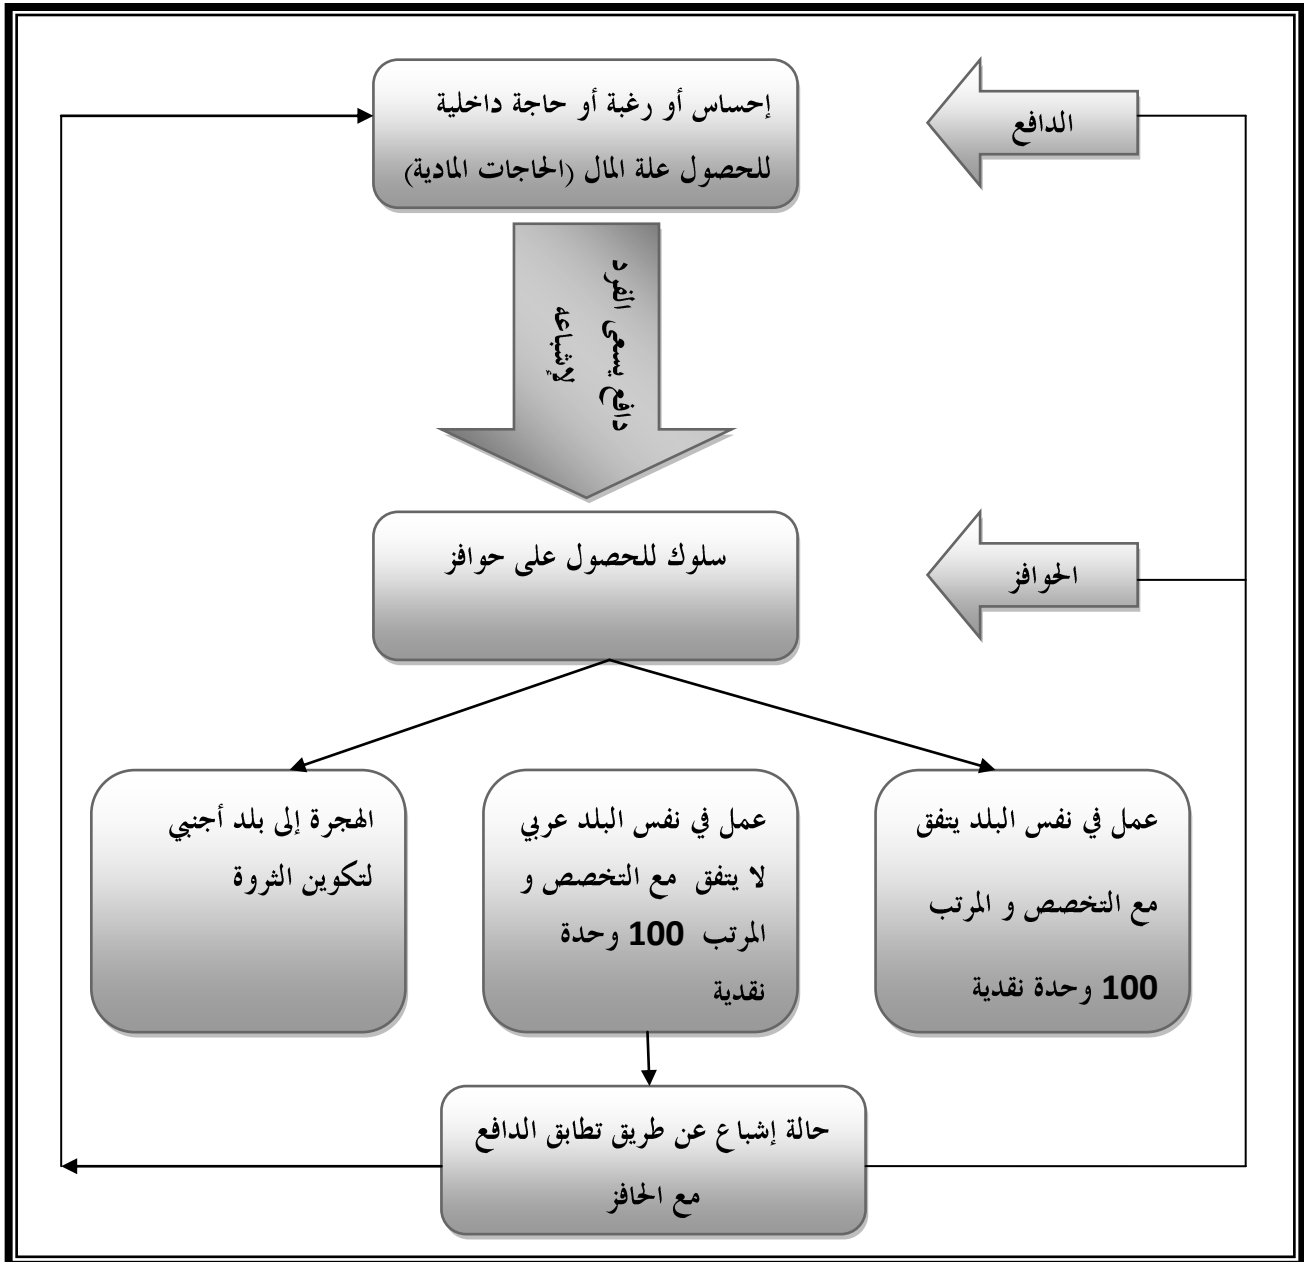 إحساس أو رغبة أو حاجة داخلية
للحصول علة المال (الحاجات المادية)
الدافع
دافع يسعى الفرد
لإشباعه
سلوك للحصول على حوافز
الحوافز
عمل في نفس البلد يتفق
مع التخصص و المرتب
100 وحدة نقدية
عمل في نفس البلد عربي
لا يتفق مع التخصص و
المرتب 100 وحدة
نقدية
الهجرة إلى بلد أجنبي
لتكوين الثروة
حالة إشباع عن طريق تطابق الدافع
مع الحافز